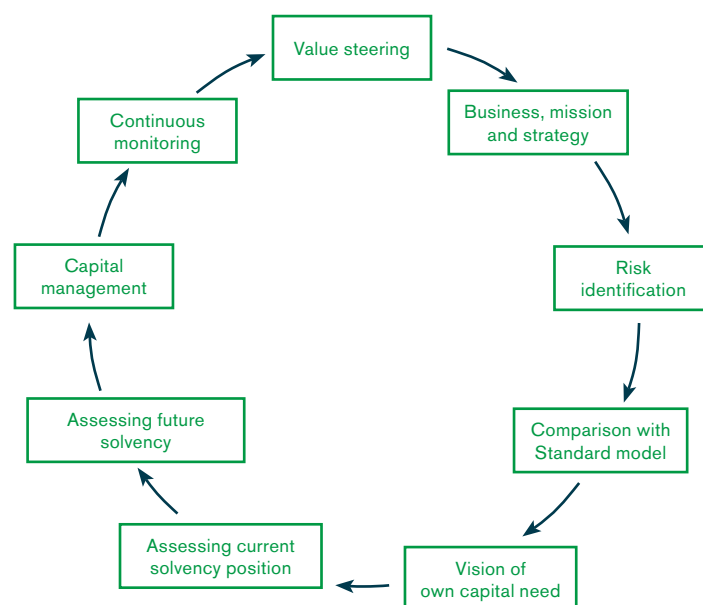 Value steering
Business, mission
and strategy
Risk
identification
Comparison with
Standard model
Vision of
own capital need
Assessing current
solvency position
Assessing future
solvency
Capital
management
Continuous
monitoring